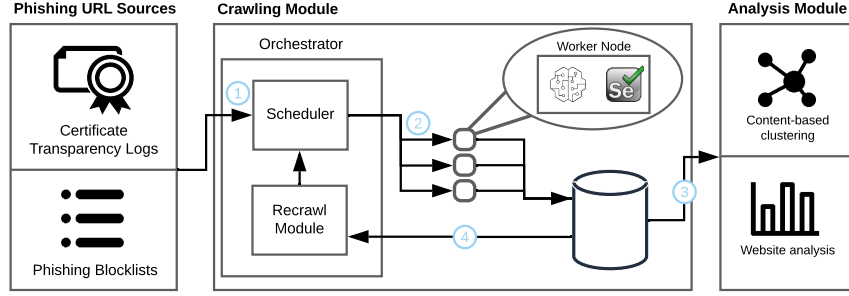 Phishing URL Sources
Crawling Module
Analysis Module
Certificate
Transparency Logs
Phishing Blocklists
Orchestrator
1
Scheduler
Recrawl
Module
2
Worker Node
Se
3
4
Content-based
clustering
Website analysis